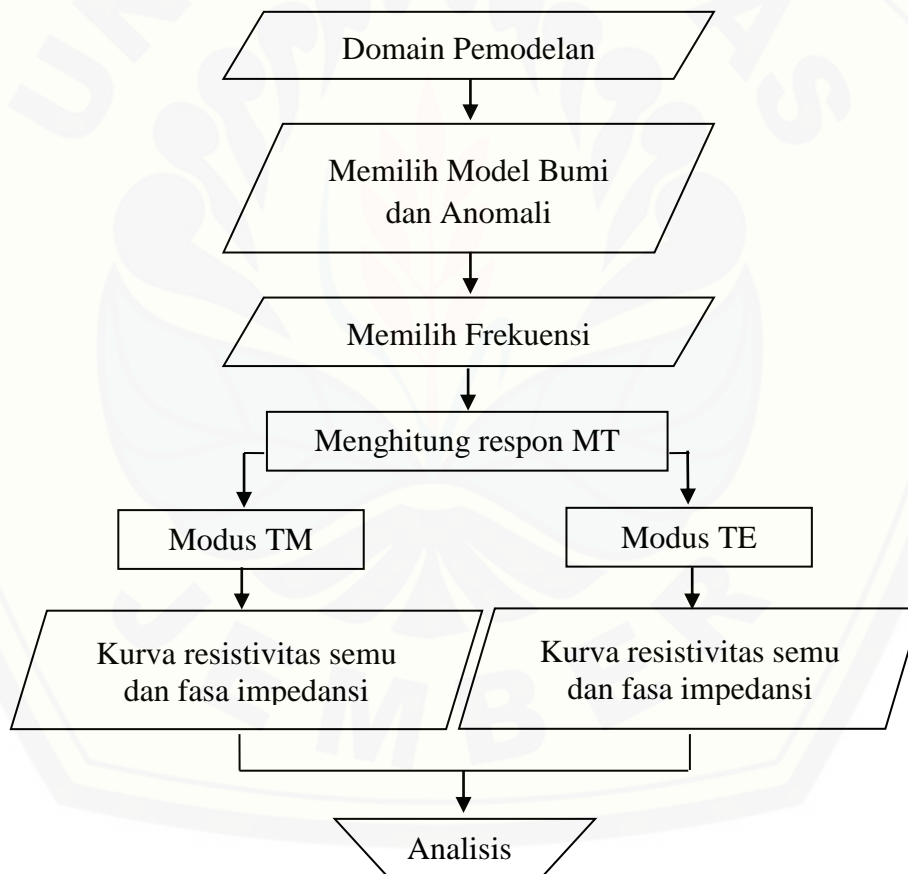 Domain Pemodelan
Memilih Model Bumi
dan Anomali
Memilih Frekuensi
Menghitung respon MT
Modus TM
Modus TE
Kurva resistivitas semu
dan fasa impedansi
Kurva resistivitas semu
dan fasa impedansi
Analisis
JEMBER